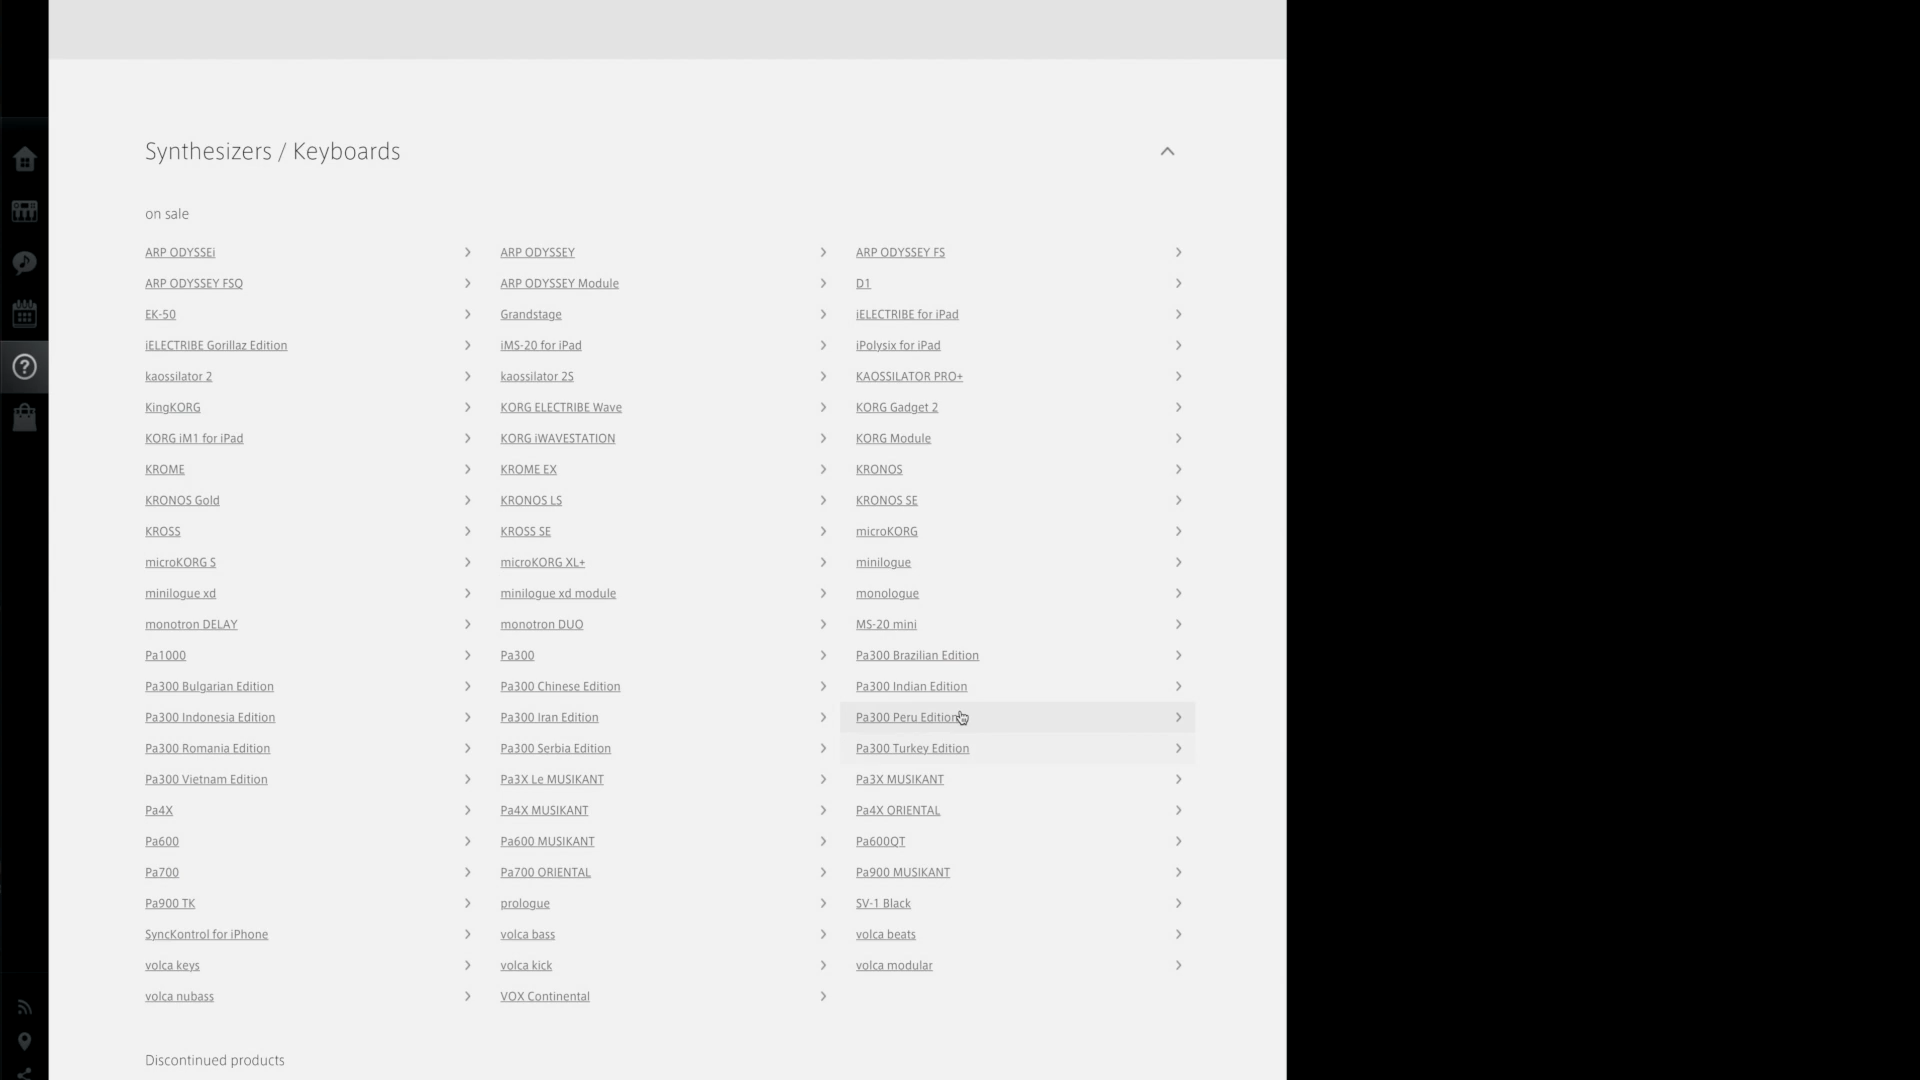 Synthesizers / Keyboards
on sale
ARP ODYSSEi
ARP ODYSSEY
ARP ODYSSEY FS
ARP ODYSSEY FSQ
ARP ODYSSEY Module
D1
EK-50
Grandstage
iELECTRIBE for iPad
iELECTRIBE Gorillaz Edition
iMS-20 for iPad
iPolysix for iPad
kaossilator 2
kaossilator 2S
KAOSSILATOR PRO+
KingKORG
KORG ELECTRIBE Wave
KORG Gadget 2
KORG iM1 for iPad
KORG iWAVESTATION
KORG Module
KROME
KROME EX
KRONOS
KRONOS Gold
KRONOS LS
KRONOS SE
KROSS
KROSS SE
microKORG
microKORG S
microKORG XL+
minilogue
minilogue xd
minilogue xd module
monologue
monotron DELAY
monotron DUO
MS-20 mini
Pa1000
Pa300
Pa300 Brazilian Edition
Pa300 Bulgarian Edition
Pa300 Chinese Edition
Pa300 Indian Edition
Pa300 Indonesia Edition
Pa300 Iran Edition
Pa300 Peru Edition
Pa300 Romania Edition
Pa300 Serbia Edition
Pa300 Turkey Edition
Pa300 Vietnam Edition
Pa3X Le MUSIKANT
Pa3X MUSIKANT
Pa4X
Pa4X MUSIKANT
Pa4X ORIENTAL
Pa600
Pa600 MUSIKANT
Pa600QT
Pa700
Pa700 ORIENTAL
Pa900 MUSIKANT
Pa900 TK
prologue
SV-1 Black
SyncKontrol for iPhone
volca bass
volca beats
volca keys
volca kick
volca modular
volca nubass
VOX Continental
Discontinued products